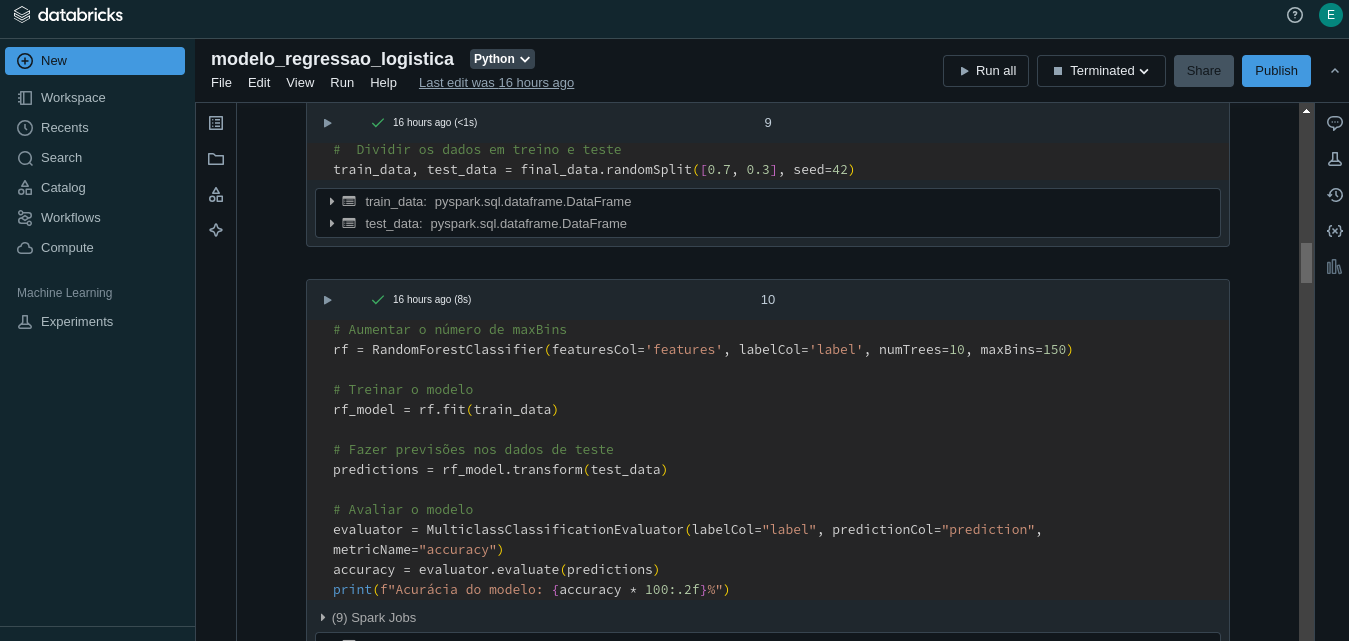 databricks
E
New
Workspace
Recents
Search
Catalog
Workflows
Compute
Machine Learning
Experiments
modelo_regressao_logistica Python
File Edit View Run Help Last edit was 16 hours ago
Run all Terminated Share Publish
16 hours ago (<1s) 9
#  Dividir os dados em treino e teste
train_data, test_data = final_data.randomSplit([0.7, 0.3], seed=42)
train_data: pyspark.sql.dataframe.DataFrame
test_data: pyspark.sql.dataframe.DataFrame
16 hours ago (8s) 10
# Aumentar o número de maxBins
rf = RandomForestClassifier(featuresCol='features', labelCol='label', numTrees=10, maxBins=150)
# Treinar o modelo
rf_model = rf.fit(train_data)
# Fazer previsões nos dados de teste
predictions = rf_model.transform(test_data)
# Avaliar o modelo
evaluator = MulticlassClassificationEvaluator(labelCol="label", predictionCol="prediction",
metricName="accuracy")
accuracy = evaluator.evaluate(predictions)
print(f"Acurácia do modelo: {accuracy * 100:.2f}%")
(9) Spark Jobs